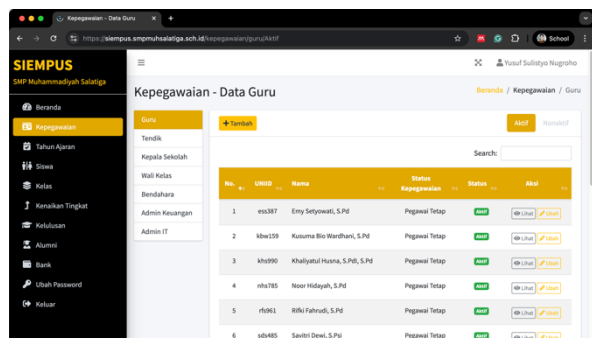 Kepegawaian - Data Guru
https://siempus.smpmuhsalatiga.sch.id/kepegawaian/guru/Aktif
School
SIEMPUS
SMP Muhammadiyah Salatiga
Yusuf Sulistyo Nugroho
Beranda
Kepegawaian
Tahun Ajaran
Siswa
Kelas
Kenaikan Tingkat
Kelulusan
Alumni
Bank
Ubah Password
Keluar
Kepegawaian - Data Guru
Beranda / Kepegawaian / Guru
Guru
Tendik
Kepala Sekolah
Wali Kelas
Bendahara
Admin Keuangan
Admin IT
+ Tambah
Aktif Nonaktif
Search:
No. UNIID Nama Status Kepegawaian Status Aksi
1 ess387 Emy Setyowati, S.Pd Pegawai Tetap Aktif Lihat Ubah
2 kbw159 Kusuma Bio Wardhani, S.Pd Pegawai Tetap Aktif Lihat Ubah
3 khs990 Khaliyatul Husna, S.PdI, S.Pd Pegawai Tetap Aktif Lihat Ubah
4 nhs785 Noor Hidayah, S.Pd Pegawai Tetap Aktif Lihat Ubah
5 rfs961 Rifki Fahrudi, S.Pd Pegawai Tetap Aktif Lihat Ubah
6 sds485 Savitri Dewi, S.Psi Pegawai Tetap Aktif Lihat Ubah